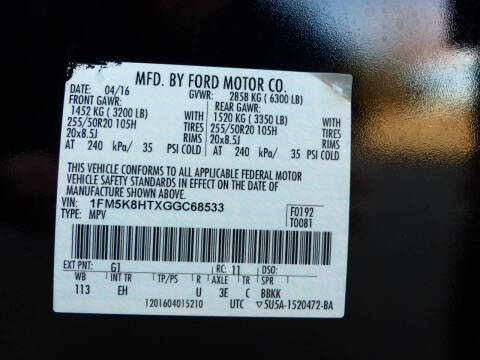 MFD. BY FORD MOTOR CO.
DATE: 04/16 GVWR: 2858 KG ( 6300 LB)
FRONT GAWR: REAR GAWR:
1452 KG ( 3200 LB) WITH 1520 KG ( 3350 LB) WITH
255/50R20 105H TIRES 255/50R20 105H TIRES
20x8.5J RIMS 20x8.5J RIMS
AT 240 kPa/ 35 PSI COLD AT 240 kPa/ 35 PSI COLD
THIS VEHICLE CONFORMS TO ALL APPLICABLE FEDERAL MOTOR
VEHICLE SAFETY STANDARDS IN EFFECT ON THE DATE OF
MANUFACTURE SHOWN ABOVE.
VIN: 1FM5K8HTXGGC68533 F0192
TYPE: MPV T0081
EXT PNT: G1 RC: 11 DSO:
WB INT TR TP/PS R AXLE TR SPR
113 EH U 3E C BBKK
1201604015210 UTC ▽5U5A-1520472-BA